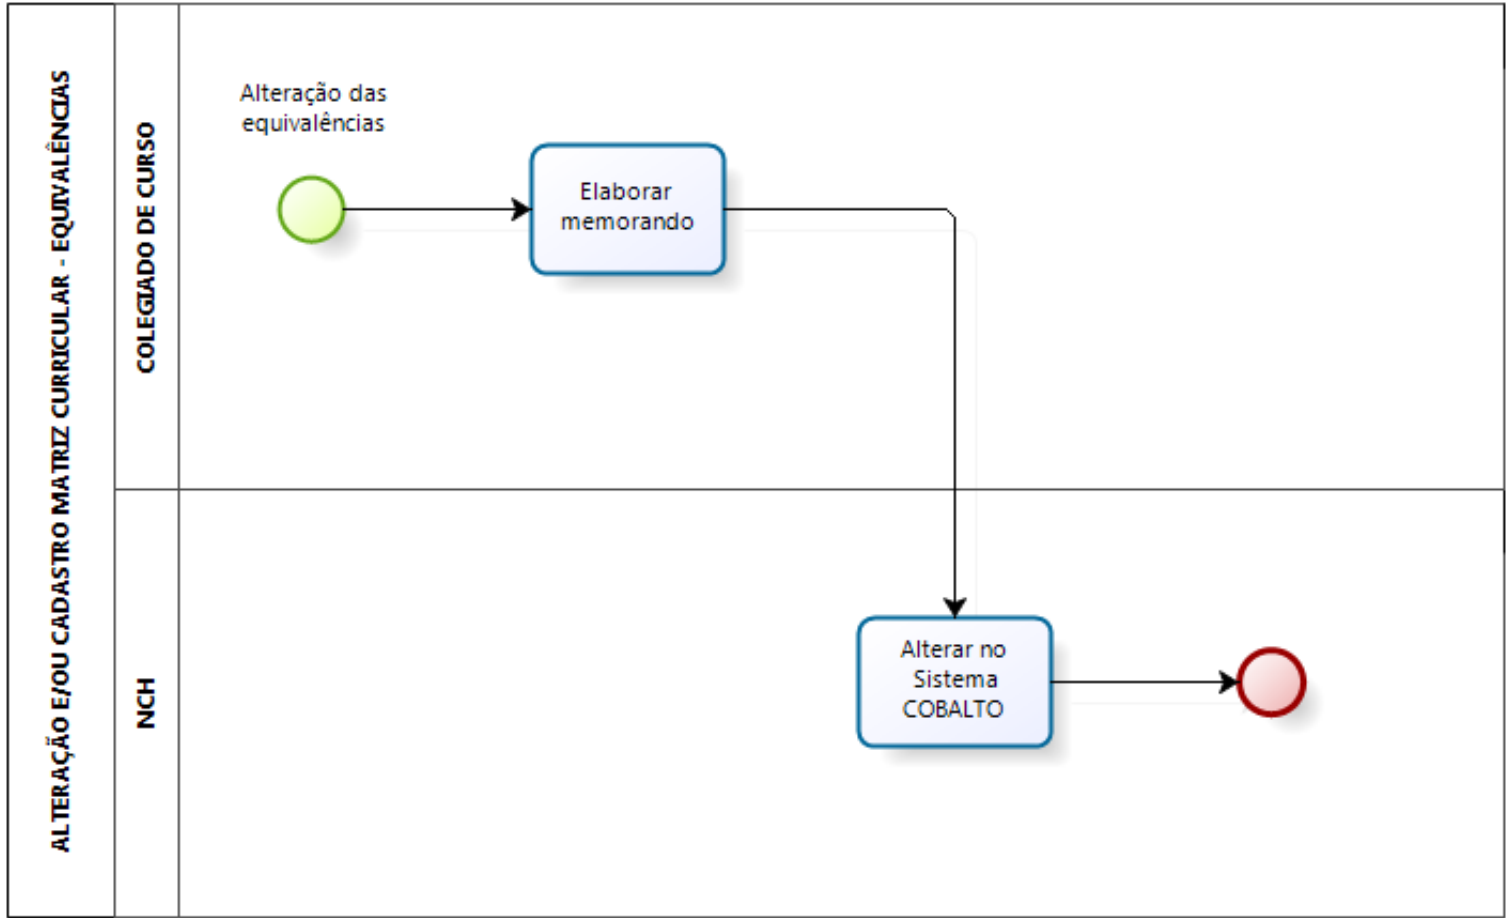 ALTERAÇÃO E/OU CADASTRO MATRIZ CURRICULAR - EQUIVALÊNCIAS
COLEGIADO DE CURSO
Alteração das
equivalências
Elaborar
memorando
NCH
Alterar no
Sistema
COBALTO